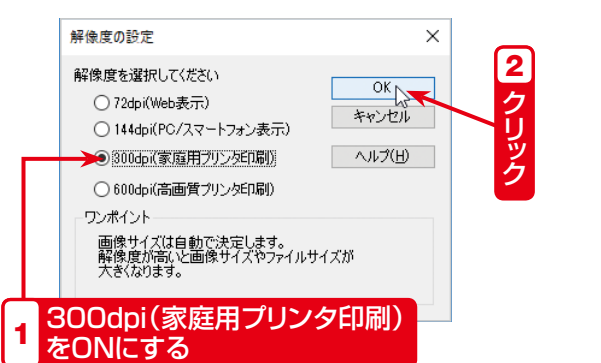 解像度の設定
解像度を選択してください
72dpi(Web表示)
144dpi(PC/スマートフォン表示)
300dpi(家庭用プリンタ印刷)
600dpi(高画質プリンタ印刷)
OK
キャンセル
ヘルプ(H)
ワンポイント
画像サイズは自動で決定します。
解像度が高いと画像サイズやファイルサイズが
大きくなります。
2 クリック
1 300dpi(家庭用プリンタ印刷)
をONにする